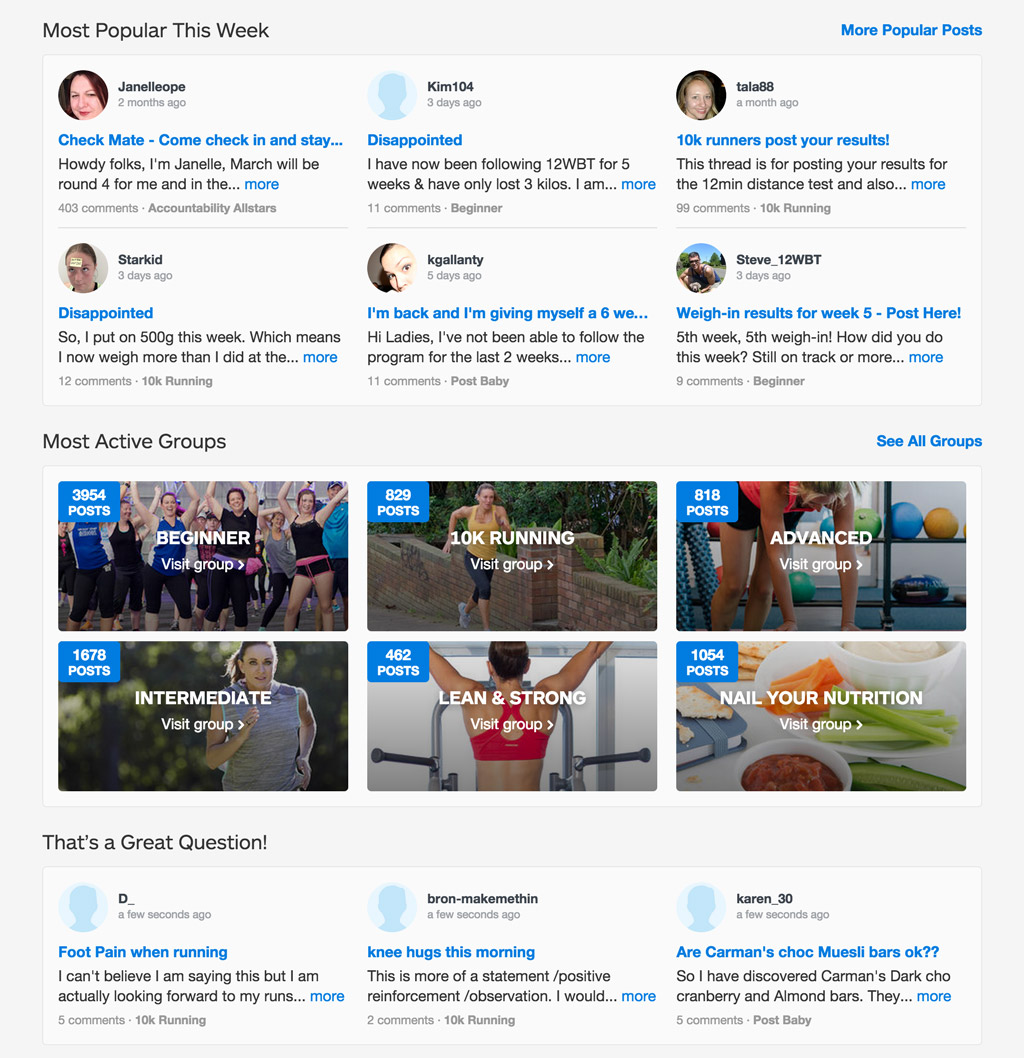 Most Popular This Week
More Popular Posts
Janelleope
2 months ago
Check Mate - Come check in and stay...
Howdy folks, I'm Janelle, March will be
round 4 for me and in the... more
403 comments · Accountability Allstars
Kim104
3 days ago
Disappointed
I have now been following 12WBT for 5
weeks & have only lost 3 kilos. I am... more
11 comments · Beginner
tala88
a month ago
10k runners post your results!
This thread is for posting your results for
the 12min distance test and also... more
99 comments · 10k Running
Starkid
3 days ago
Disappointed
So, I put on 500g this week. Which means
I now weigh more than I did at the... more
12 comments · 10k Running
kgallanty
5 days ago
I'm back and I'm giving myself a 6 we...
Hi Ladies, I've not been able to follow the
program for the last 2 weeks... more
11 comments · Post Baby
Steve_12WBT
3 days ago
Weigh-in results for week 5 - Post Here!
5th week, 5th weigh-in! How did you do
this week? Still on track or more... more
9 comments · Beginner
Most Active Groups
See All Groups
3954
POSTS
BEGINNER
Visit group >
829
POSTS
10K RUNNING
Visit group >
818
POSTS
ADVANCED
Visit group >
1678
POSTS
INTERMEDIATE
Visit group >
462
POSTS
LEAN & STRONG
Visit group >
1054
POSTS
NAIL YOUR NUTRITION
Visit group >
That's a Great Question!
D_
a few seconds ago
Foot Pain when running
I can't believe I am saying this but I am
actually looking forward to my runs... more
5 comments · 10k Running
bron-makemethin
a few seconds ago
knee hugs this morning
This is more of a statement /positive
reinforcement /observation. I would... more
2 comments · 10k Running
karen_30
a few seconds ago
Are Carman's choc Muesli bars ok??
So I have discovered Carman's Dark cho
cranberry and Almond bars. They... more
5 comments · Post Baby